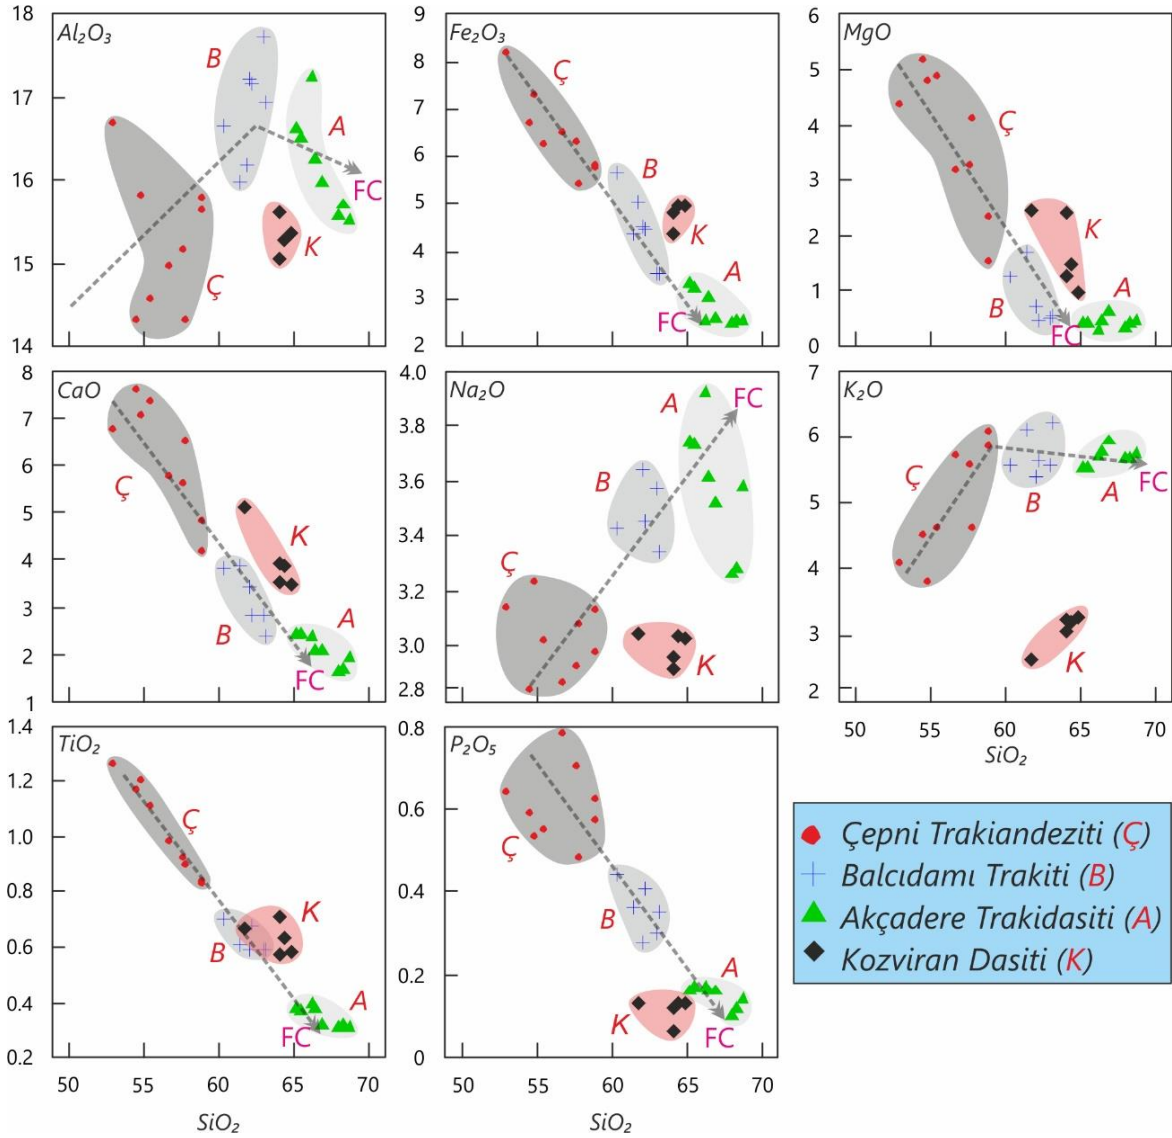 18
Al₂O₃
B
17
A
16
FC
K
15
Ç
14
9
Fe₂O₃
8
Ç
7
6
B
5
K
4
A
3
FC
2
6
MgO
5
Ç
4
3
K
2
A
1
B
FC
0
8
CaO
7
6
Ç
5
K
4
3
A
B
2
FC
1
4.0
Na₂O
A
FC
3.8
3.6
B
3.4
Ç
3.2
3.0
K
2.8
7
K₂O
6
Ç
B
A
FC
5
4
3
K
2
50 55 60 65 70
SiO₂
TiO₂
1.2
Ç
1.0
0.8
K
0.6
B
0.4
A
FC
0.2
50 55 60 65 70
SiO₂
0.8
P₂O₅
0.6
Ç
0.4
B
A
0.2
K
FC
0
50 55 60 65 70
SiO₂
Çepni Trakiandeziti (Ç)
Balcıdamı Trakiti (B)
Akçadere Trakidasiti (A)
Kozviran Dasiti (K)